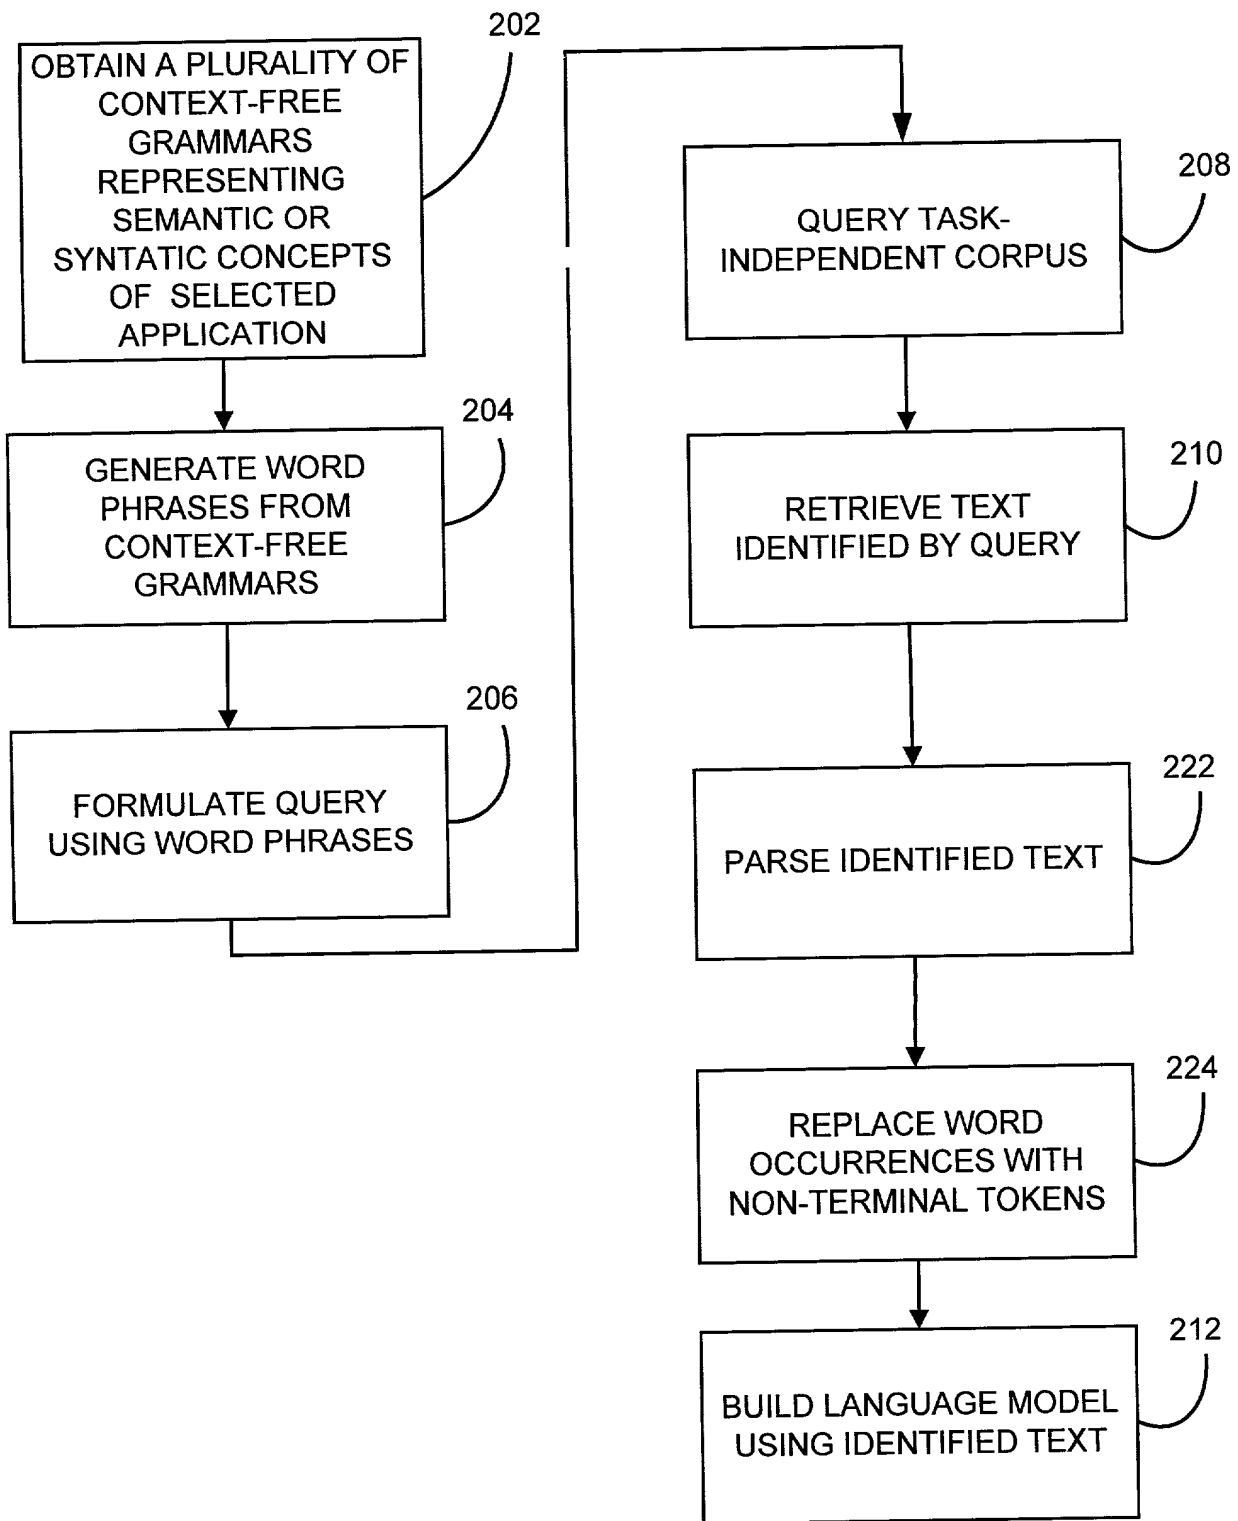 202
OBTAIN A PLURALITY OF
CONTEXT-FREE
GRAMMARS
REPRESENTING
SEMANTIC OR
SYNTATIC CONCEPTS
OF SELECTED
APPLICATION
204
GENERATE WORD
PHRASES FROM
CONTEXT-FREE
GRAMMARS
206
FORMULATE QUERY
USING WORD PHRASES
208
QUERY TASK-
INDEPENDENT CORPUS
210
RETRIEVE TEXT
IDENTIFIED BY QUERY
222
PARSE IDENTIFIED TEXT
224
REPLACE WORD
OCCURRENCES WITH
NON-TERMINAL TOKENS
212
BUILD LANGUAGE MODEL
USING IDENTIFIED TEXT